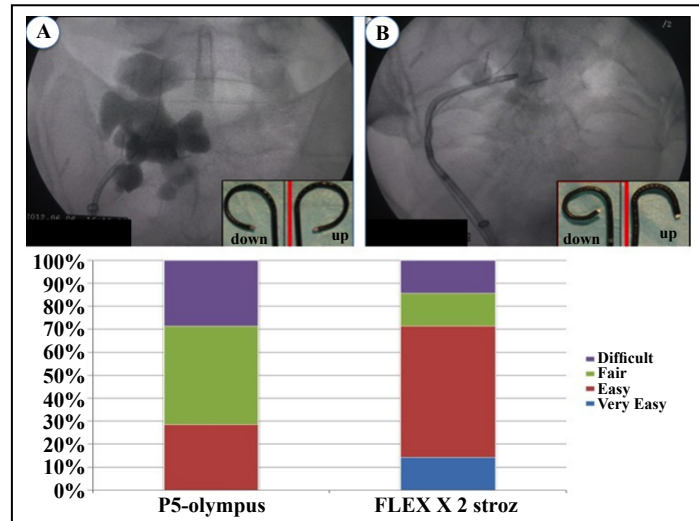 A
B
/2
down
up
down
up
100%
90%
80%
70%
60%
50%
40%
30%
20%
10%
0%
Difficult
Fair
Easy
Very Easy
P5-olympus
FLEX X 2 stroz